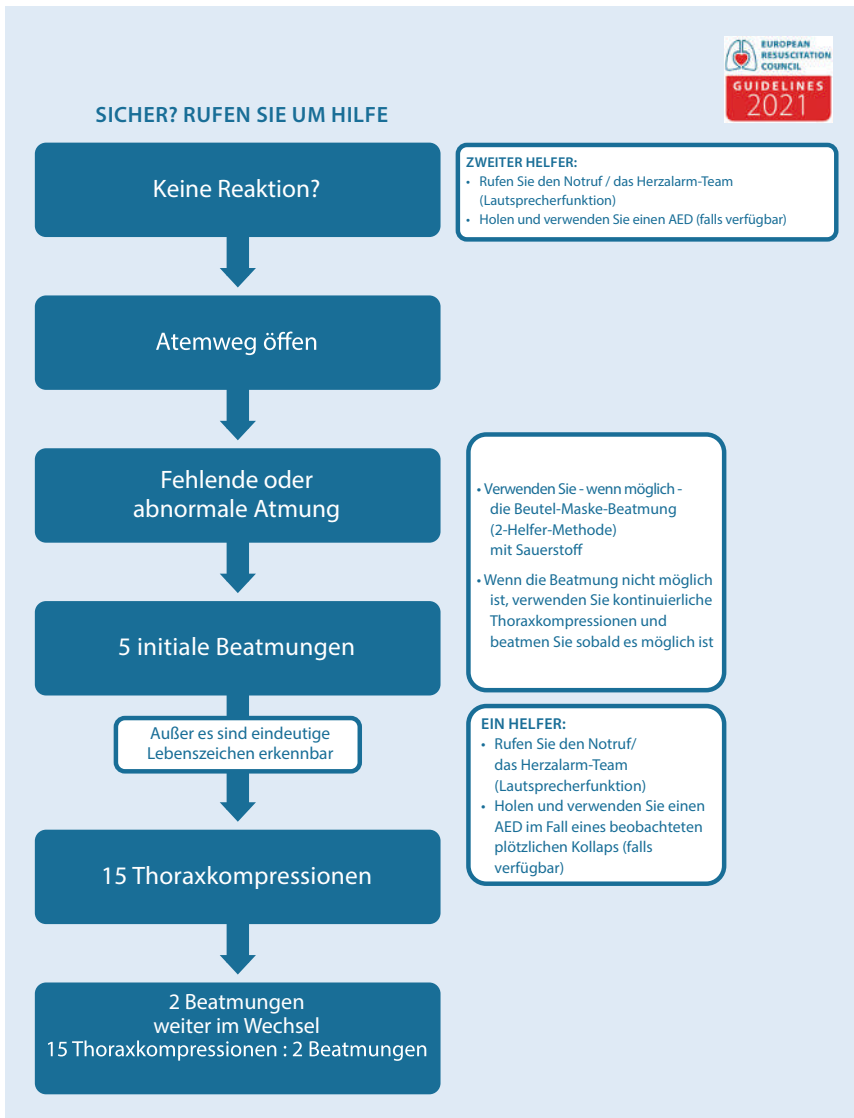 EUROPEAN
RESUSCITATION
COUNCIL
GUIDELINES
2021
SICHER? RUFEN SIE UM HILFE
Keine Reaktion?
ZWEITER HELFER:
• Rufen Sie den Notruf / das Herzalarm-Team
(Lautsprecherfunktion)
• Holen und verwenden Sie einen AED (falls verfügbar)
Atemweg öffen
Fehlende oder
abnormale Atmung
• Verwenden Sie - wenn möglich -
die Beutel-Maske-Beatmung
(2-Helfer-Methode)
mit Sauerstoff
• Wenn die Beatmung nicht möglich
ist, verwenden Sie kontinuierliche
Thoraxkompressionen und
beatmen Sie sobald es möglich ist
5 initiale Beatmungen
Außer es sind eindeutige
Lebenszeichen erkennbar
EIN HELFER:
• Rufen Sie den Notruf/
das Herzalarm-Team
(Lautsprecherfunktion)
• Holen und verwenden Sie einen
AED im Fall eines beobachteten
plötzlichen Kollaps (falls
verfügbar)
15 Thoraxkompressionen
2 Beatmungen
weiter im Wechsel
15 Thoraxkompressionen : 2 Beatmungen